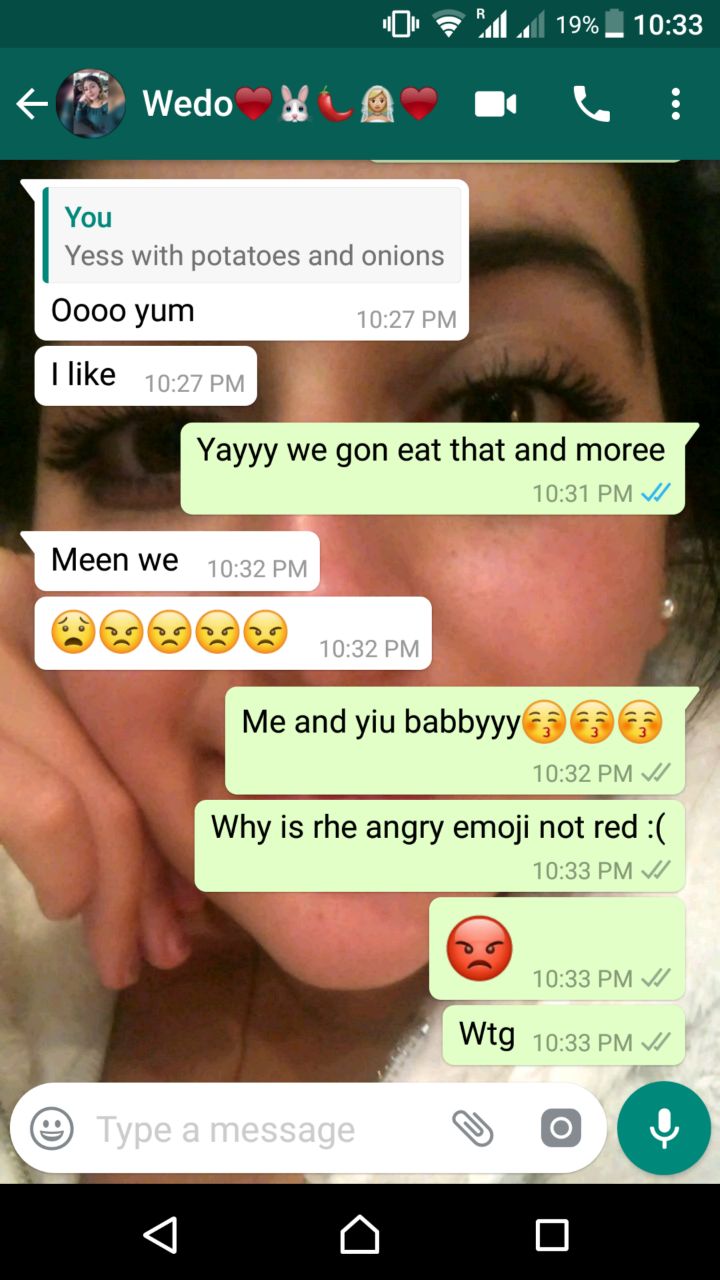 R 19% 10:33
Wedo❤️🐰🌶️👰🏼❤️
You
Yess with potatoes and onions
Oooo yum 10:27 PM
I like 10:27 PM
Yayyy we gon eat that and moree
10:31 PM
Meen we 10:32 PM
😧😠😠😠😠 10:32 PM
Me and yiu babbyyy😚😚😚
10:32 PM
Why is rhe angry emoji not red :(
10:33 PM
😡 10:33 PM
Wtg 10:33 PM
Type a message